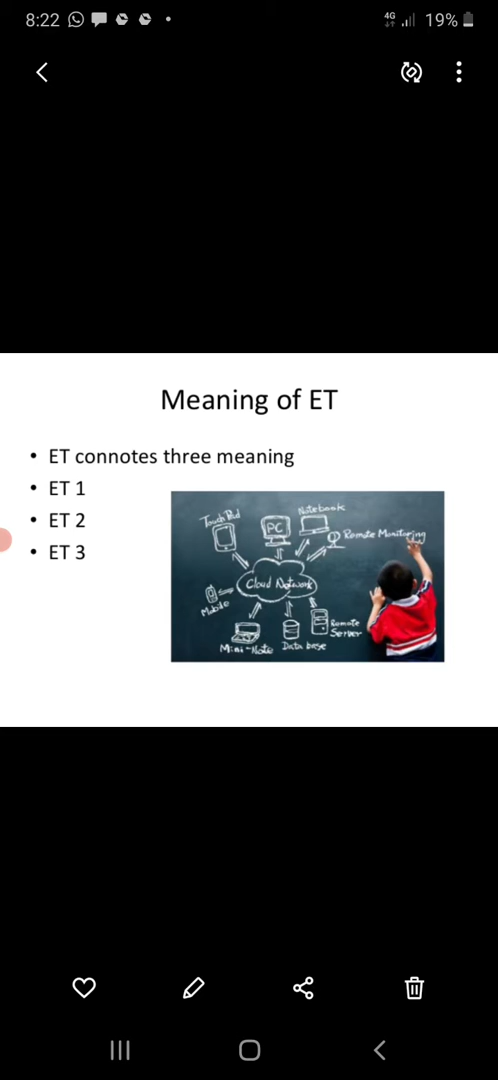 8:22
4G
19%
Meaning of ET
• ET connotes three meaning
• ET 1
• ET 2
• ET 3
Touch Pad
PC
Notebook
Remote Monitoring
Cloud Network
Mobile
Mini-Note
Data base
Remote
Server